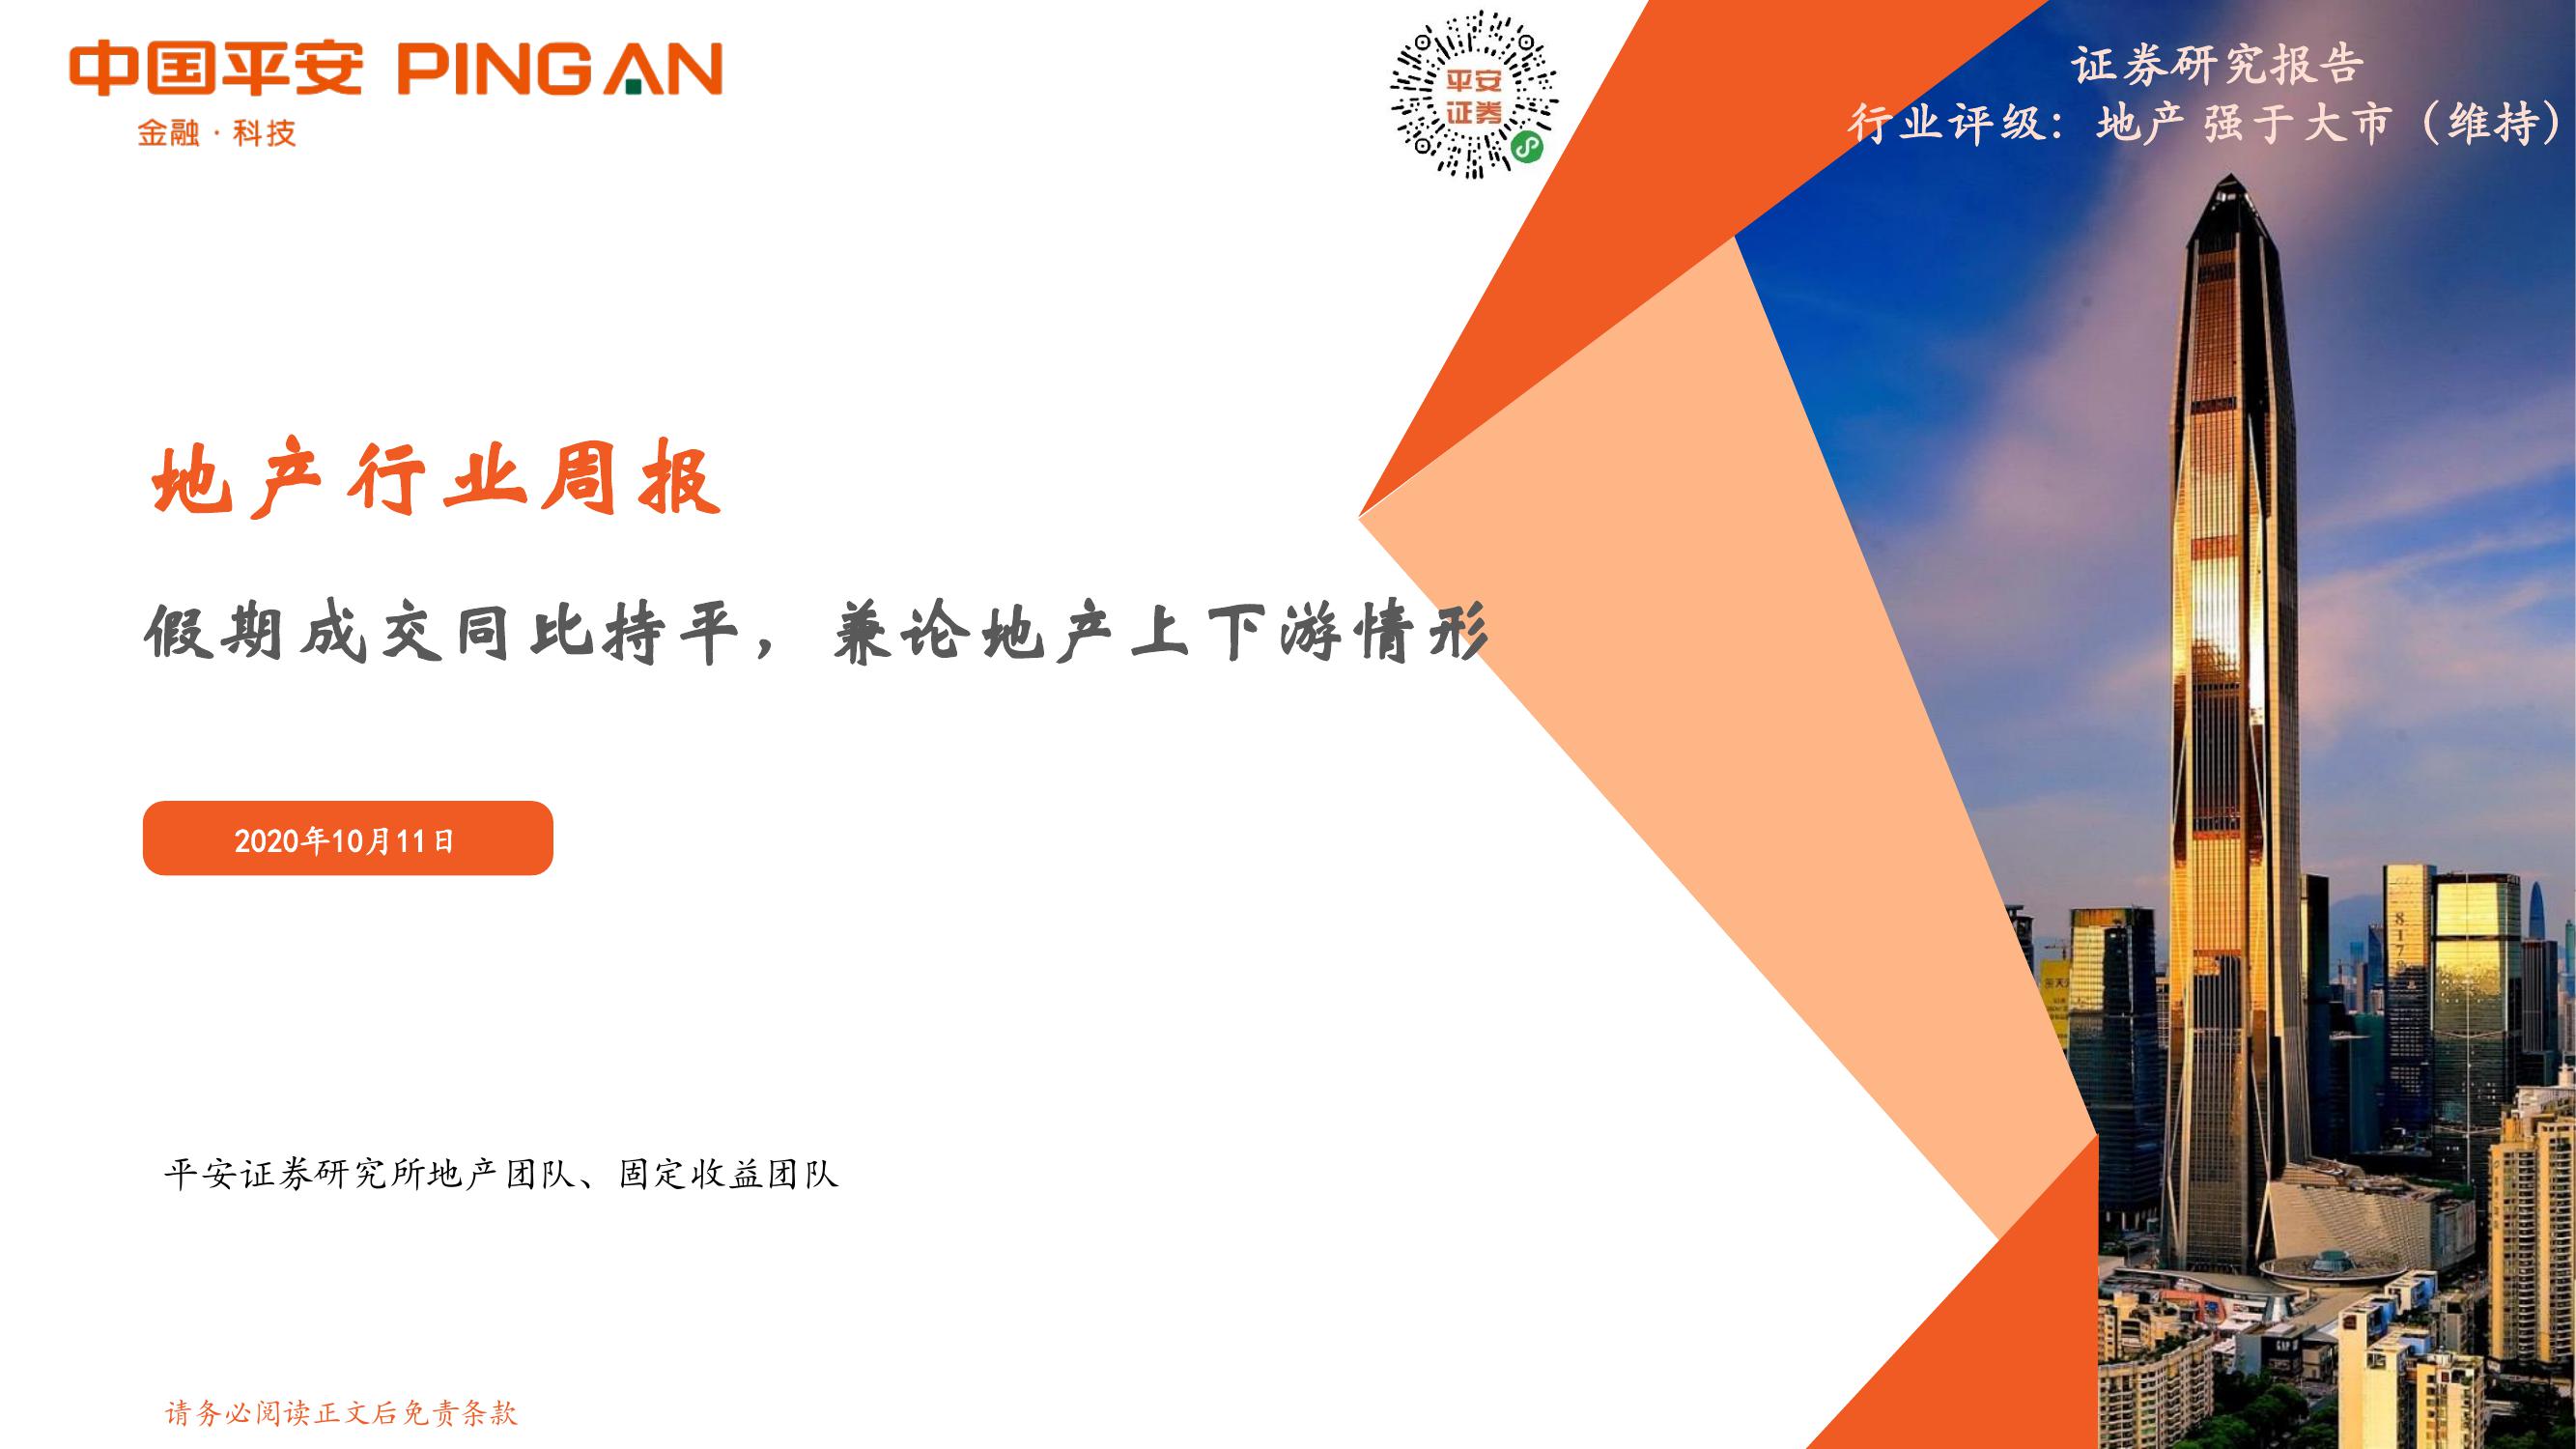 中国平安 PING AN
金融·科技
平安
证券
证券研究报告
行业评级：地产 强于大市（维持）
地产行业周报
假期成交同比持平，兼论地产上下游情形
2020年10月11日
平安证券研究所地产团队、固定收益团队
请务必阅读正文后免责条款